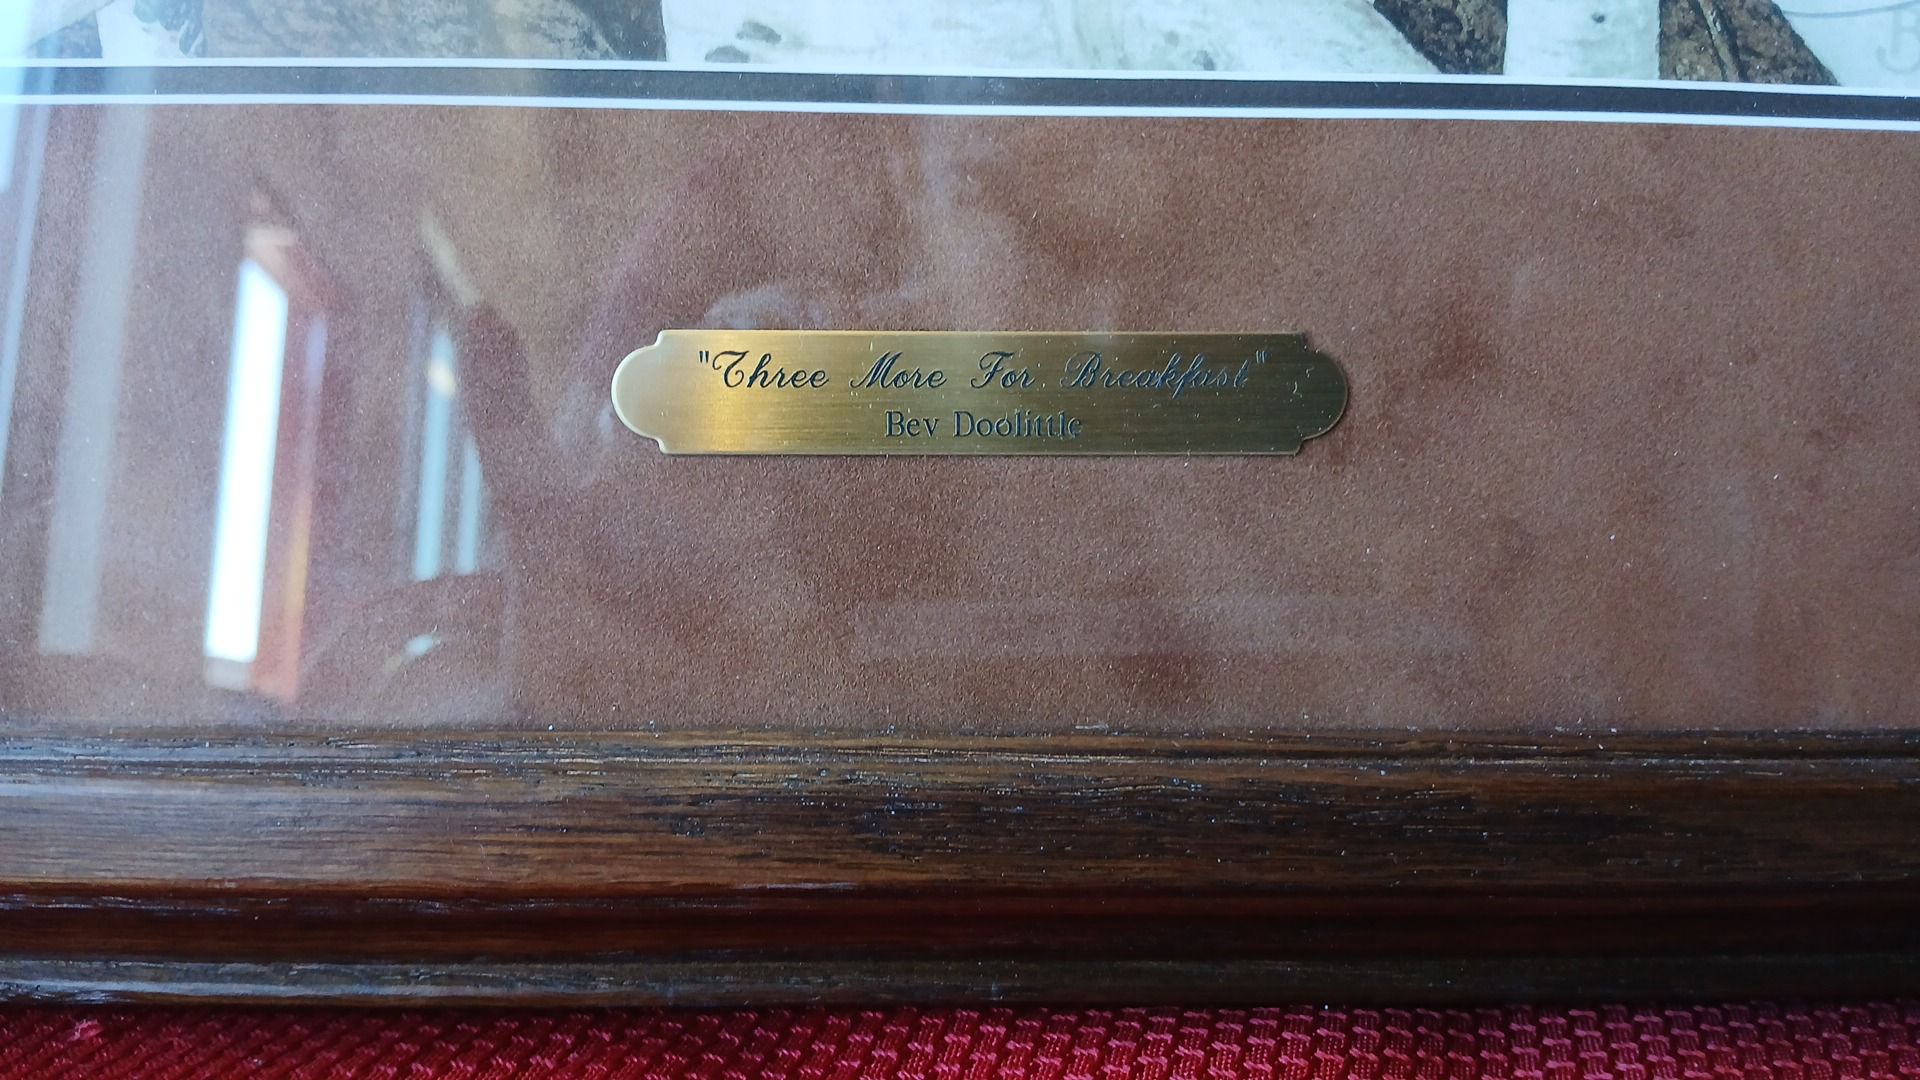 "Three More For Breakfast"
Bev Doolittle